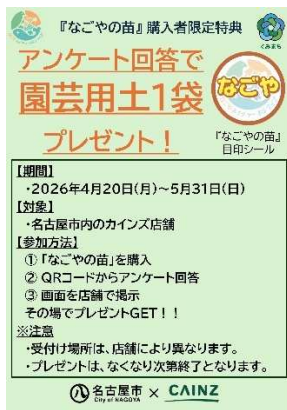 『なごやの苗』購入者限定特典
くみまち
アンケート回答で
園芸用土1袋
プレゼント！
なごや
『なごやの苗』
目印シール
【期間】
・2026年4月20日(月)～5月31日(日)
【対象】
・名古屋市内のカインズ店舗
【参加方法】
①「なごやの苗」を購入
② QRコードからアンケート回答
③ 画面を店舗で掲示
その場でプレゼントGET！！
※注意
・受付け場所は、店舗により異なります。
・プレゼントは、なくなり次第終了となります。
名古屋市 × CAINZ
City of NAGOYA